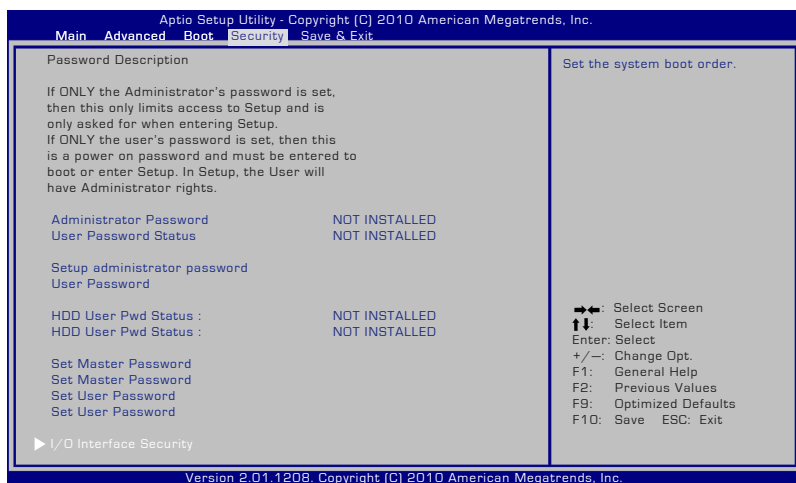 Aptio Setup Utility - Copyright (C) 2010 American Megatrends, Inc.
Main Advanced Boot Security Save & Exit
Password Description
If ONLY the Administrator's password is set,
then this only limits access to Setup and is
only asked for when entering Setup.
If ONLY the user's password is set, then this
is a power on password and must be entered to
boot or enter Setup. In Setup, the User will
have Administrator rights.
Administrator Password NOT INSTALLED
User Password Status NOT INSTALLED
Setup administrator password
User Password
HDD User Pwd Status : NOT INSTALLED
HDD User Pwd Status : NOT INSTALLED
Set Master Password
Set Master Password
Set User Password
Set User Password
I/O Interface Security
Set the system boot order.
→←: Select Screen
↑↓: Select Item
Enter: Select
+/—: Change Opt.
F1: General Help
F2: Previous Values
F9: Optimized Defaults
F10: Save ESC: Exit
Version 2.01.1208. Copyright (C) 2010 American Megatrends, Inc.